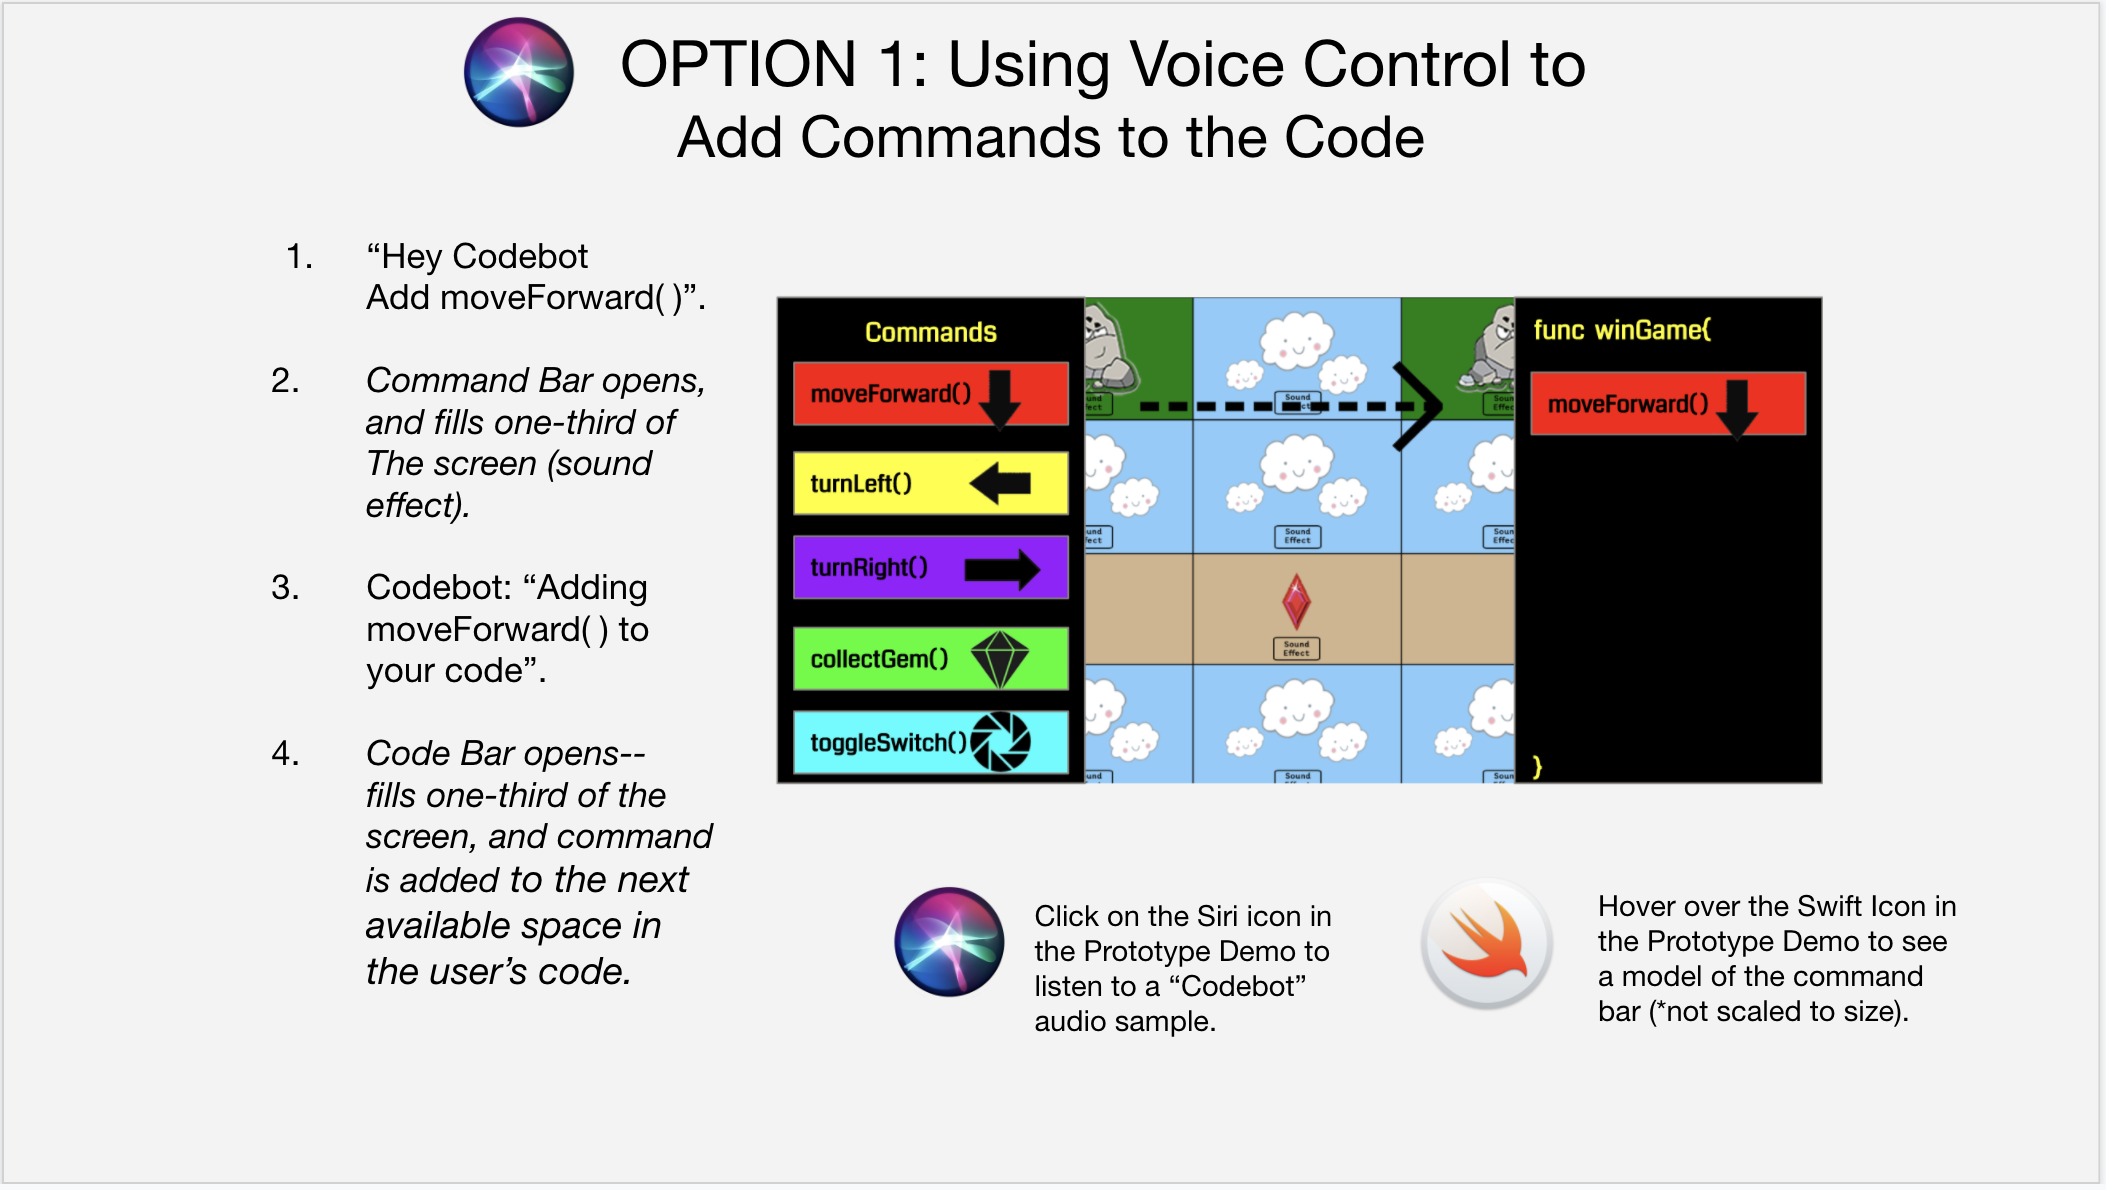 OPTION 1: Using Voice Control to
Add Commands to the Code
1. “Hey Codebot
Add moveForward( )”.
2. Command Bar opens,
and fills one-third of
The screen (sound
effect).
3. Codebot: “Adding
moveForward( ) to
your code”.
4. Code Bar opens--
fills one-third of the
screen, and command
is added to the next
available space in
the user’s code.
Commands
moveForward()
turnLeft()
turnRight()
collectGem()
toggleSwitch()
Sound
Effect
Sound
Effect
Sound
Effect
Sound
func winGame{
moveForward()
}
Click on the Siri icon in
the Prototype Demo to
listen to a “Codebot”
audio sample.
Hover over the Swift Icon in
the Prototype Demo to see
a model of the command
bar (*not scaled to size).